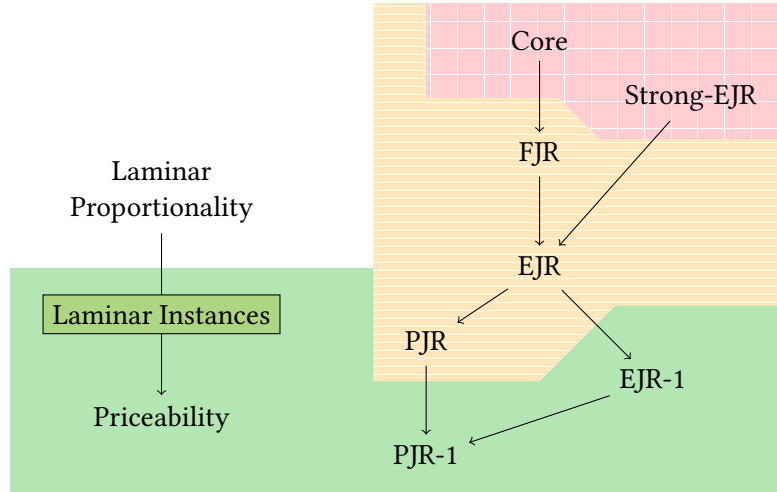 Core
Strong-EJR
FJR
Laminar
Proportionality
EJR
Laminar Instances
PJR
EJR-1
Priceability
PJR-1